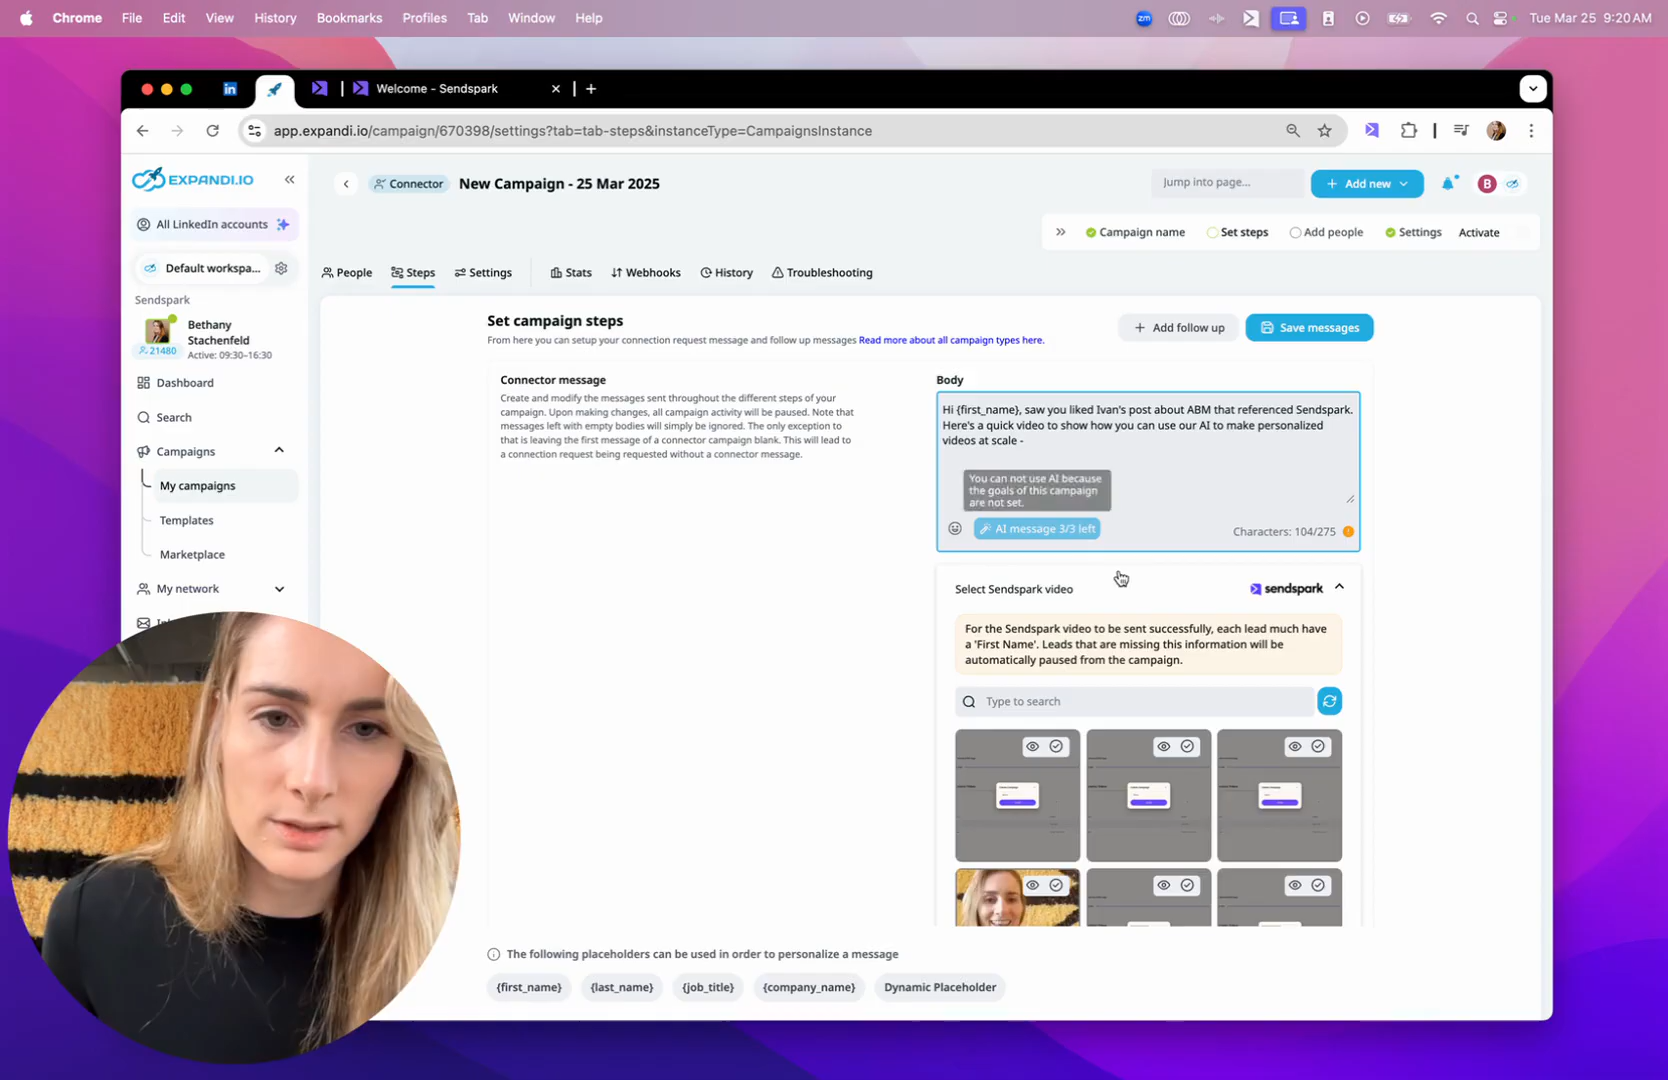 Chrome File Edit View History Bookmarks Profiles Tab Window Help
zm
Tue Mar 25 9:20 AM
in
Welcome - Sendspark
app.expandi.io/campaign/670398/settings?tab=tab-steps&instanceType=CampaignsInstance
EXPANDI.IO
Connector
New Campaign - 25 Mar 2025
Jump into page...
+ Add new
B
All LinkedIn accounts
Campaign name
Set steps
Add people
Settings
Activate
Default workspa...
People
Steps
Settings
Stats
Webhooks
History
Troubleshooting
Sendspark
Bethany
Stachenfeld
21480
Active: 09:30–16:30
Dashboard
Search
Campaigns
My campaigns
Templates
Marketplace
My network
Set campaign steps
From here you can setup your connection request message and follow up messages Read more about all campaign types here.
+ Add follow up
Save messages
Connector message
Create and modify the messages sent throughout the different steps of your
campaign. Upon making changes, all campaign activity will be paused. Note that
messages left with empty bodies will simply be ignored. The only exception to
that is leaving the first message of a connector campaign blank. This will lead to
a connection request being requested without a connector message.
Body
Hi {first_name}, saw you liked Ivan's post about ABM that referenced Sendspark.
Here's a quick video to show how you can use our AI to make personalized
videos at scale -
You can not use AI because
the goals of this campaign
are not set.
AI message 3/3 left
Characters: 104/275
Select Sendspark video
sendspark
For the Sendspark video to be sent successfully, each lead much have
a 'First Name'. Leads that are missing this information will be
automatically paused from the campaign.
Type to search
The following placeholders can be used in order to personalize a message
{first_name}
{last_name}
{job_title}
{company_name}
Dynamic Placeholder